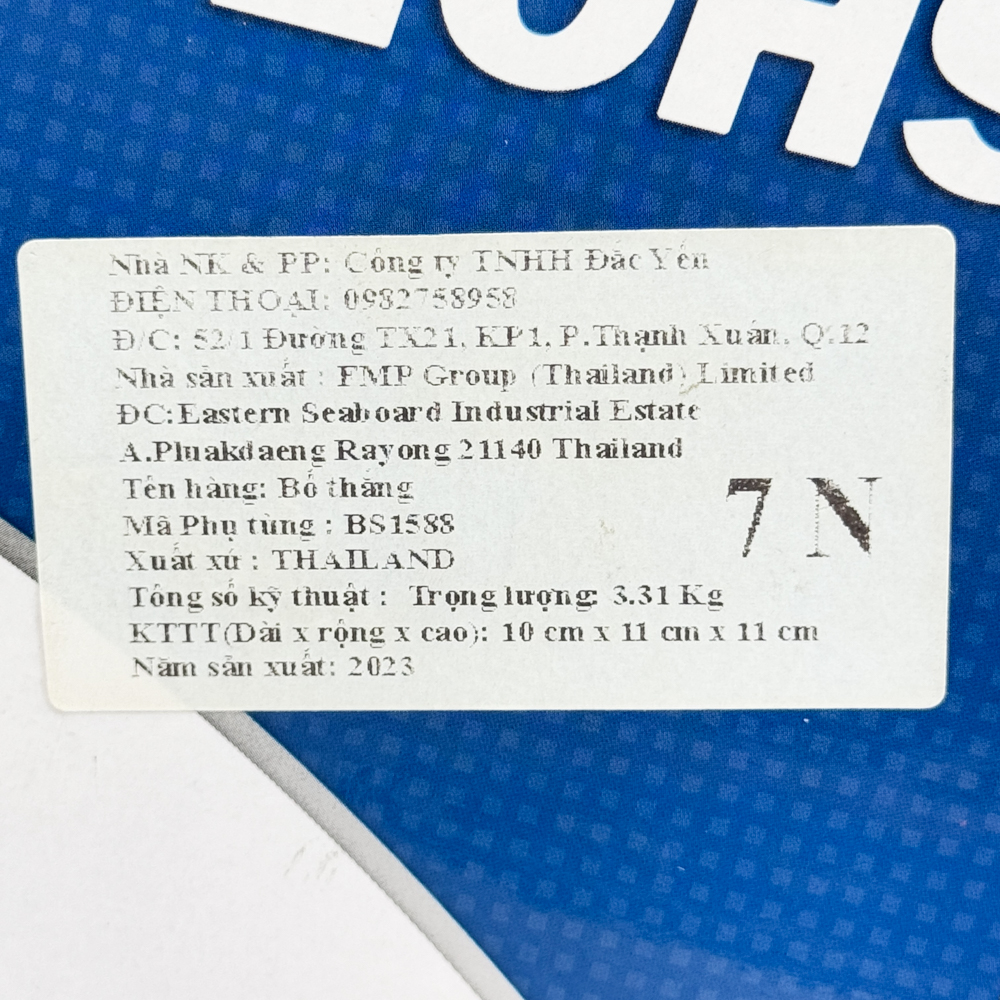 Nhà NK & PP: Công ty TNHH Đắc Yến
ĐIỆN THOẠI: 0982758958
Đ/C: 52/1 Đường TX21, KP1, P.Thạnh Xuân, Q.12
Nhà sản xuất : FMP Group (Thailand) Limited
ĐC:Eastern Seaboard Industrial Estate
A.Pluakdaeng Rayong 21140 Thailand
Tên hàng: Bố thắng
Mã Phụ tùng : BS1588
7 N
Xuất xứ : THAILAND
Tông số kỹ thuật : Trọng lượng: 3.31 Kg
KTTT(Dài x rộng x cao): 10 cm x 11 cm x 11 cm
Năm sản xuất: 2023